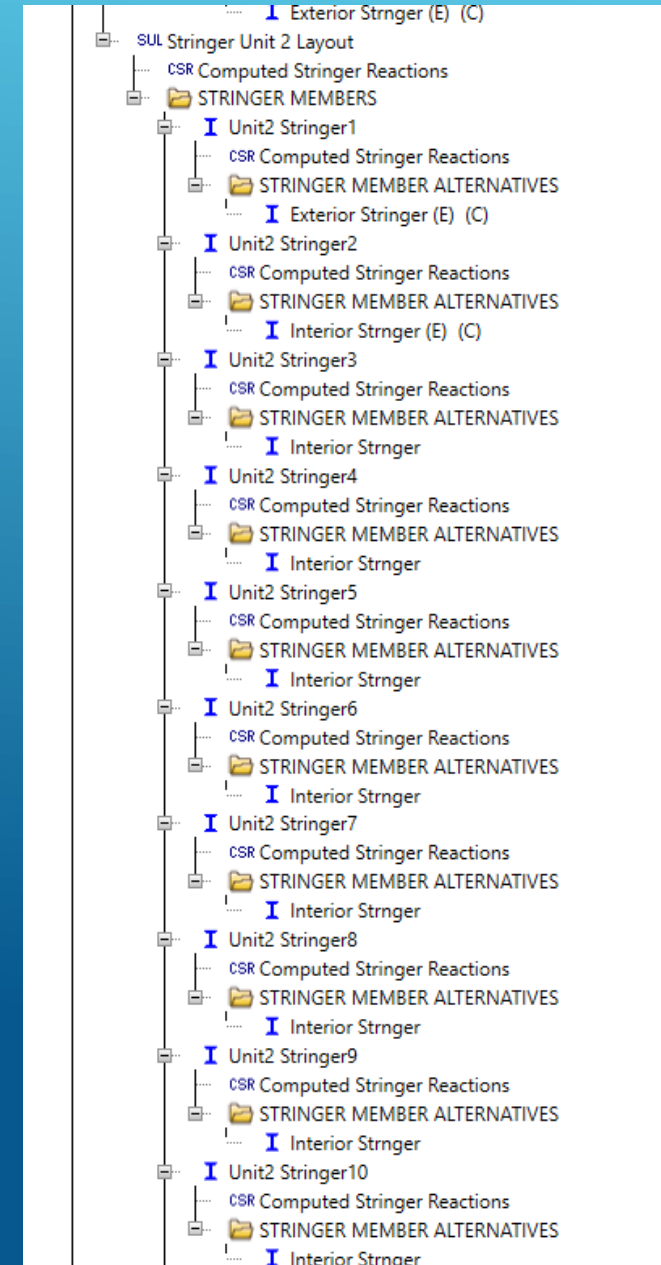 Exterior Strnger (E) (C)
SUL Stringer Unit 2 Layout
CSR Computed Stringer Reactions
STRINGER MEMBERS
Unit2 Stringer1
CSR Computed Stringer Reactions
STRINGER MEMBER ALTERNATIVES
Exterior Stringer (E) (C)
Unit2 Stringer2
CSR Computed Stringer Reactions
STRINGER MEMBER ALTERNATIVES
Interior Strnger (E) (C)
Unit2 Stringer3
CSR Computed Stringer Reactions
STRINGER MEMBER ALTERNATIVES
Interior Strnger
Unit2 Stringer4
CSR Computed Stringer Reactions
STRINGER MEMBER ALTERNATIVES
Interior Strnger
Unit2 Stringer5
CSR Computed Stringer Reactions
STRINGER MEMBER ALTERNATIVES
Interior Strnger
Unit2 Stringer6
CSR Computed Stringer Reactions
STRINGER MEMBER ALTERNATIVES
Interior Strnger
Unit2 Stringer7
CSR Computed Stringer Reactions
STRINGER MEMBER ALTERNATIVES
Interior Strnger
Unit2 Stringer8
CSR Computed Stringer Reactions
STRINGER MEMBER ALTERNATIVES
Interior Strnger
Unit2 Stringer9
CSR Computed Stringer Reactions
STRINGER MEMBER ALTERNATIVES
Interior Strnger
Unit2 Stringer10
CSR Computed Stringer Reactions
STRINGER MEMBER ALTERNATIVES
Interior Strnger